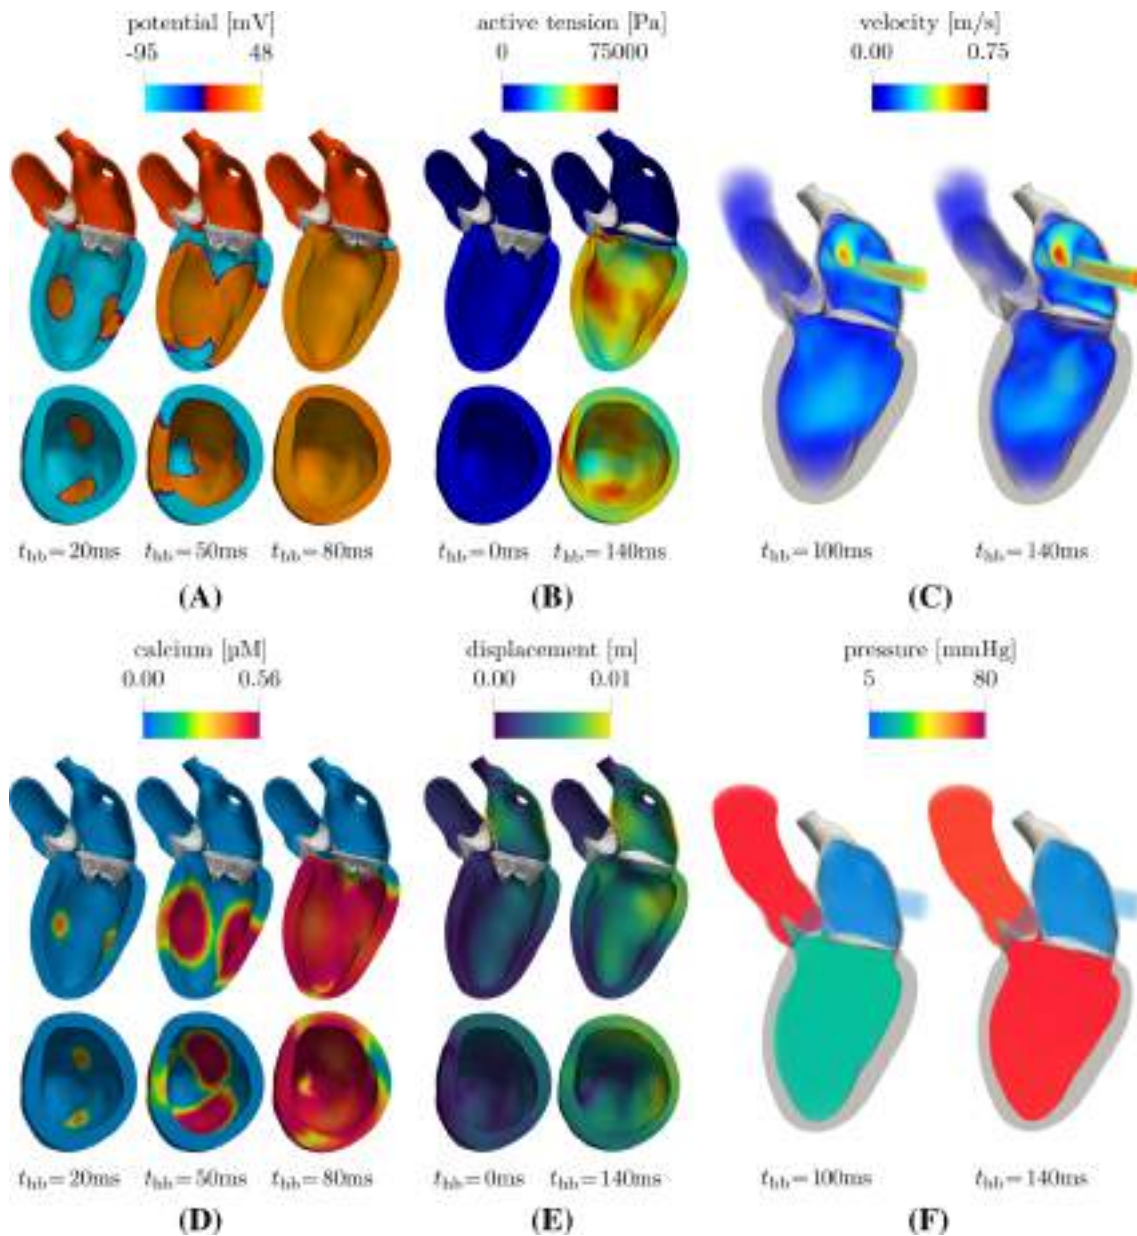 potential [mV]
-95 48
active tension [Pa]
0 75000
velocity [m/s]
0.00 0.75
t_hb = 20ms t_hb = 50ms t_hb = 80ms
t_hb = 0ms t_hb = 140ms
t_hb = 100ms t_hb = 140ms
(A) (B) (C)
calcium [µM]
0.00 0.56
displacement [m]
0.00 0.01
pressure [mmHg]
5 80
t_hb = 20ms t_hb = 50ms t_hb = 80ms
t_hb = 0ms t_hb = 140ms
t_hb = 100ms t_hb = 140ms
(D) (E) (F)